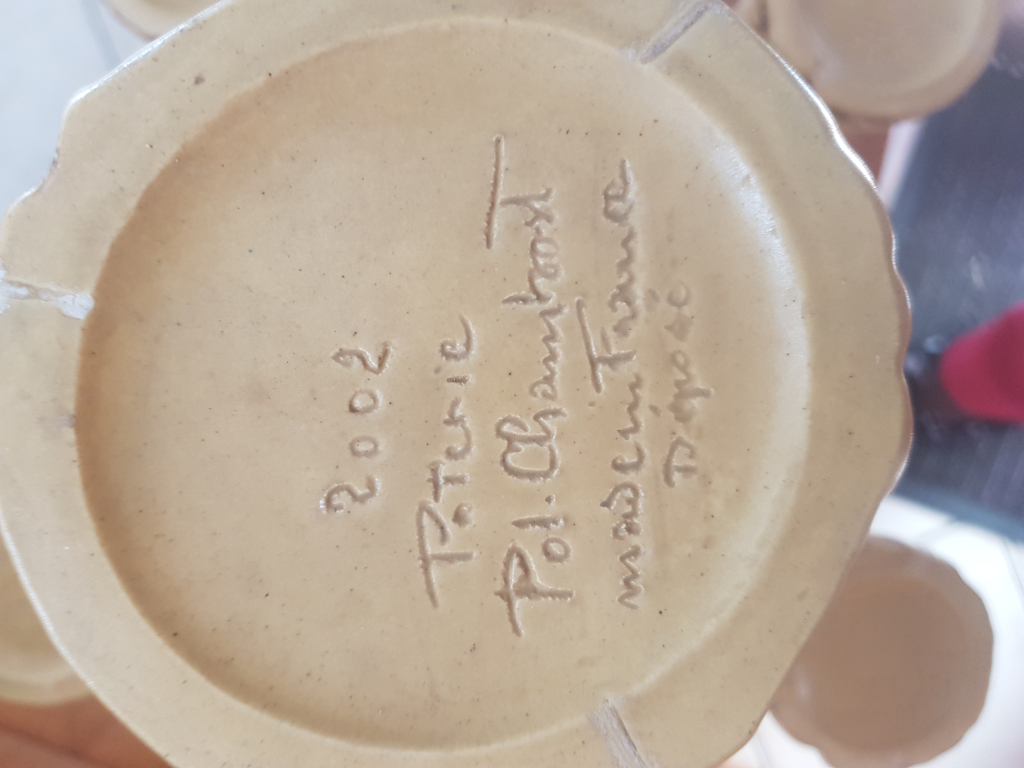 2002
Poterie
Pol. Chambost
made in France
Déposé